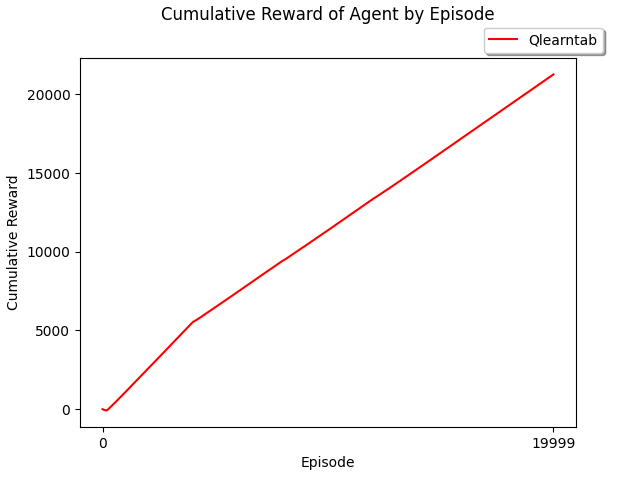 Cumulative Reward of Agent by Episode
Qlearntab
20000
15000
10000
5000
0
Cumulative Reward
0
19999
Episode